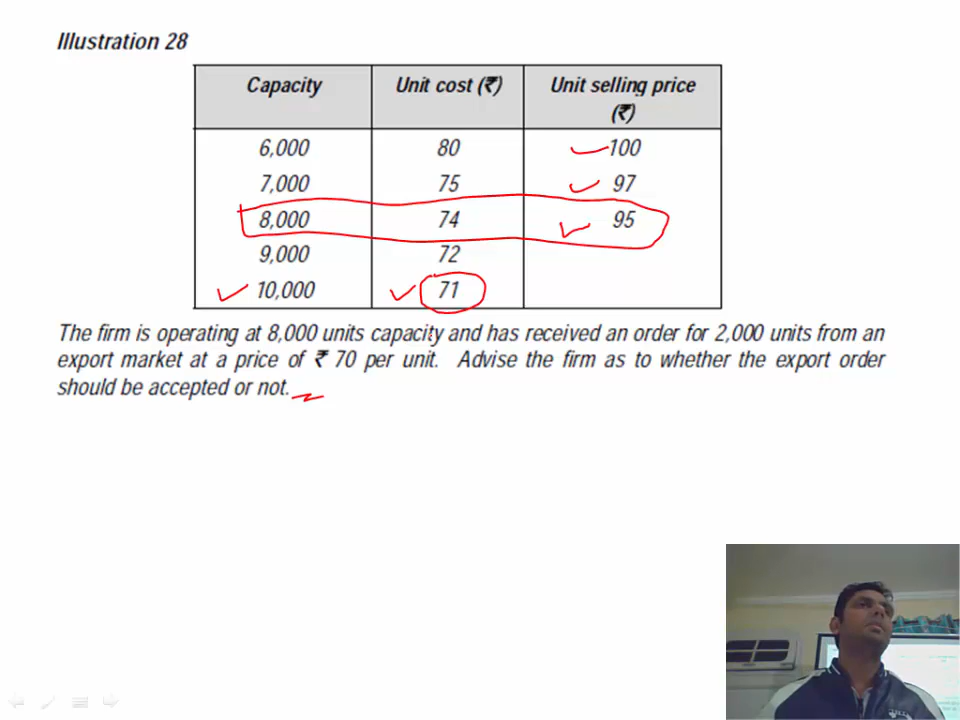 Illustration 28
Capacity Unit cost (₹) Unit selling price (₹)
6,000 80 100
7,000 75 97
8,000 74 95
9,000 72
10,000 71
The firm is operating at 8,000 units capacity and has received an order for 2,000 units from an
export market at a price of ₹ 70 per unit. Advise the firm as to whether the export order
should be accepted or not.